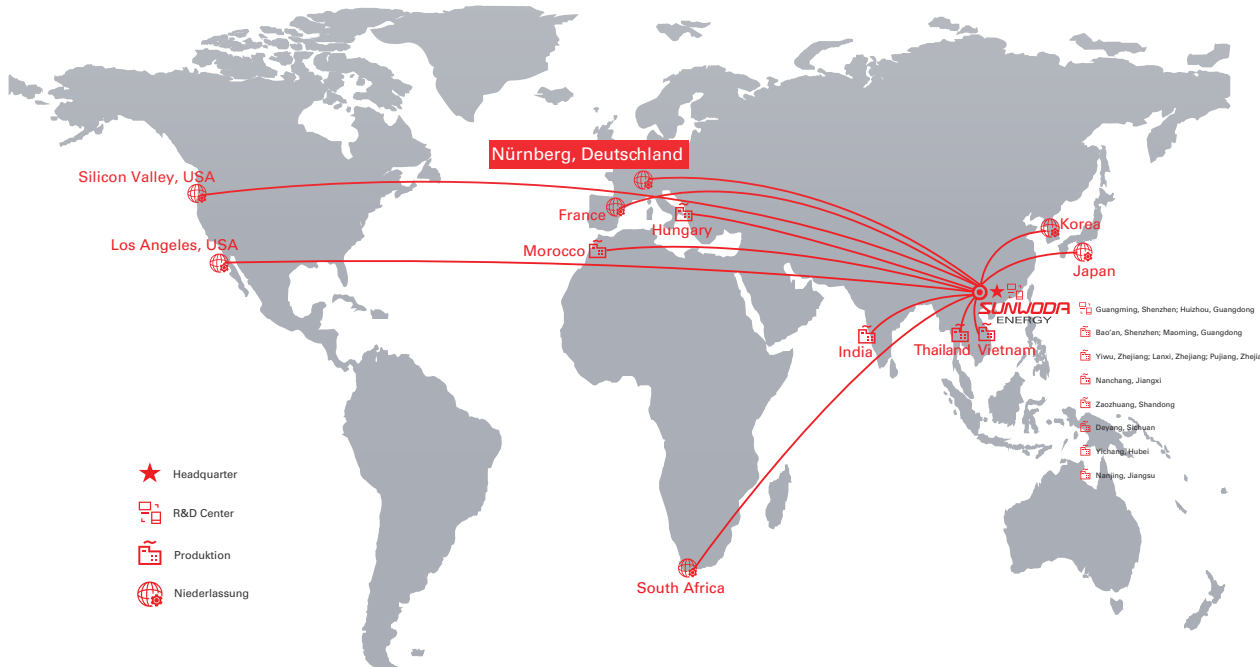 Nürnberg, Deutschland
Silicon Valley, USA
France
Hungary
Korea
Los Angeles, USA
Morocco
Japan
SUNWODA
ENERGY
Guangming, Shenzhen; Huizhou, Guangdong
Bao'an, Shenzhen; Maoming, Guangdong
India
Thailand
Vietnam
Yiwu, Zhejiang; Lanxi, Zhejiang; Pujiang, Zhejia
Nanchang, Jiangxi
Zaozhuang, Shandong
Deyang, Sichuan
Yichang, Hubei
Nanjing, Jiangsu
Headquarter
R&D Center
Produktion
Niederlassung
South Africa